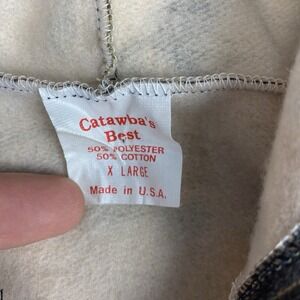 Catawba's
Best
50% POLYESTER
50% COTTON
X LARGE
Made in U.S.A.